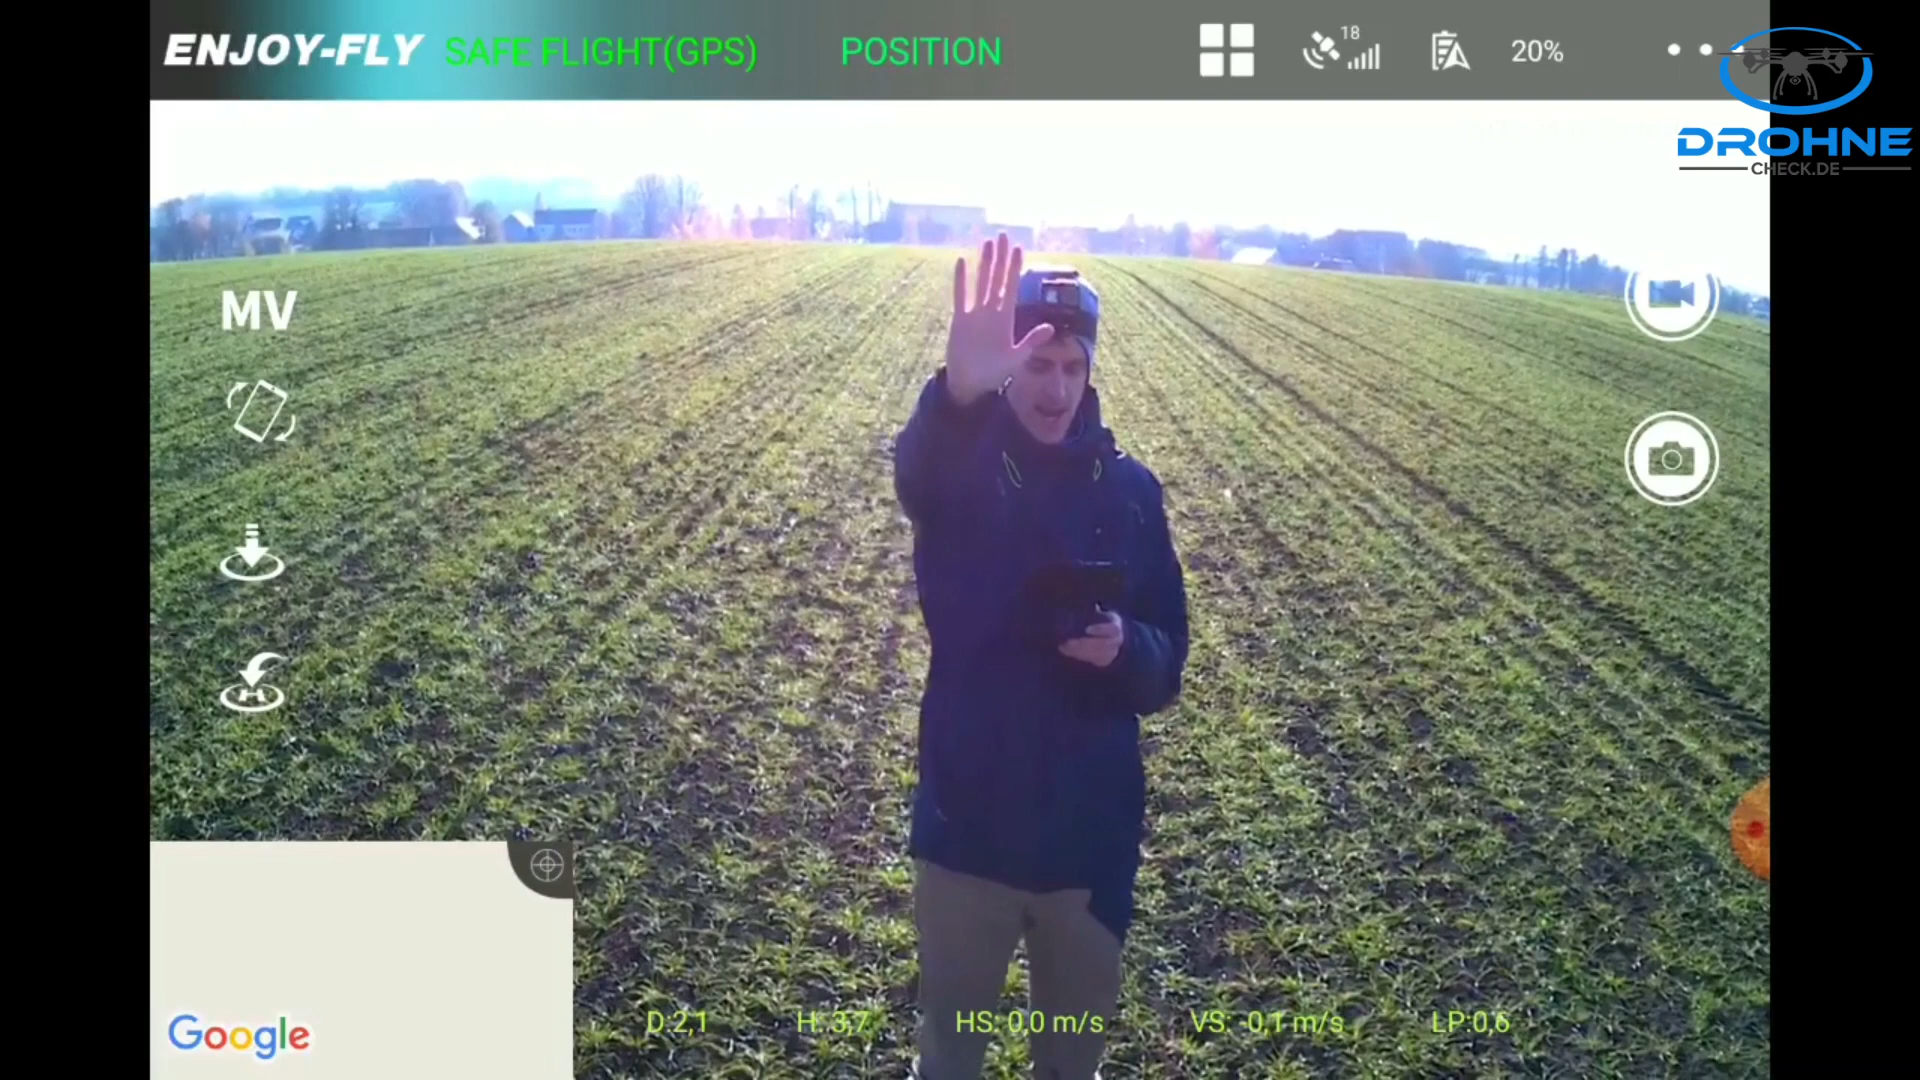 ENJOY-FLY SAFE FLIGHT(GPS) POSITION 18 20%
DROHNE
CHECK.DE
MV
H
Google
D:2,1 H: 3,7 HS: 0,0 m/s VS: -0,1 m/s LP:0,6